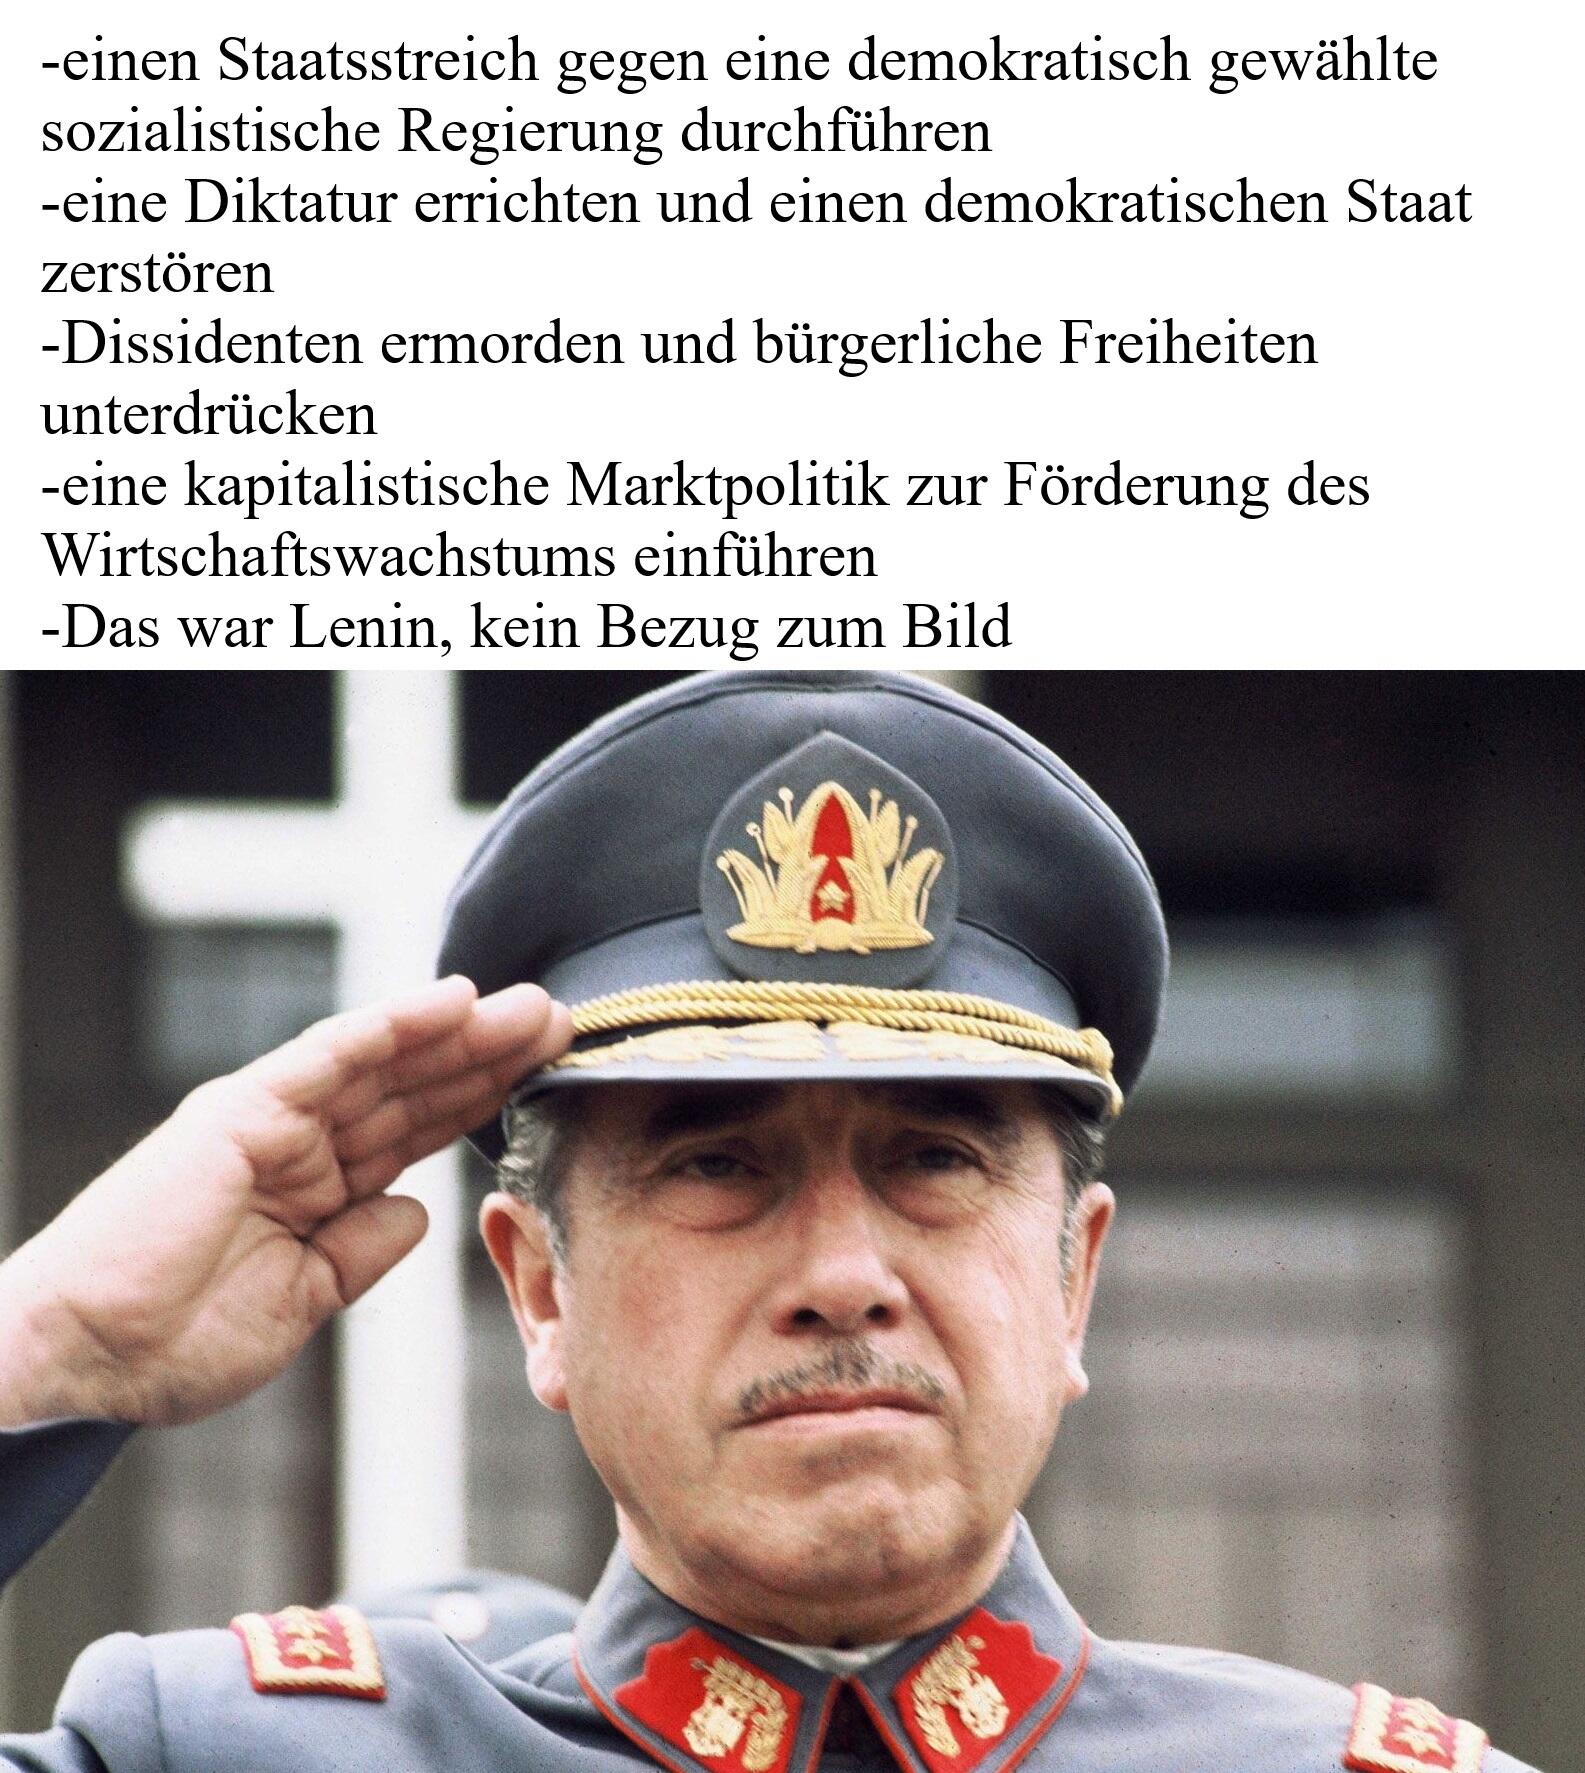 -einen Staatsstreich gegen eine demokratisch gewählte
sozialistische Regierung durchführen
-eine Diktatur errichten und einen demokratischen Staat
zerstören
-Dissidenten ermorden und bürgerliche Freiheiten
unterdrücken
-eine kapitalistische Marktpolitik zur Förderung des
Wirtschaftswachstums einführen
-Das war Lenin, kein Bezug zum Bild